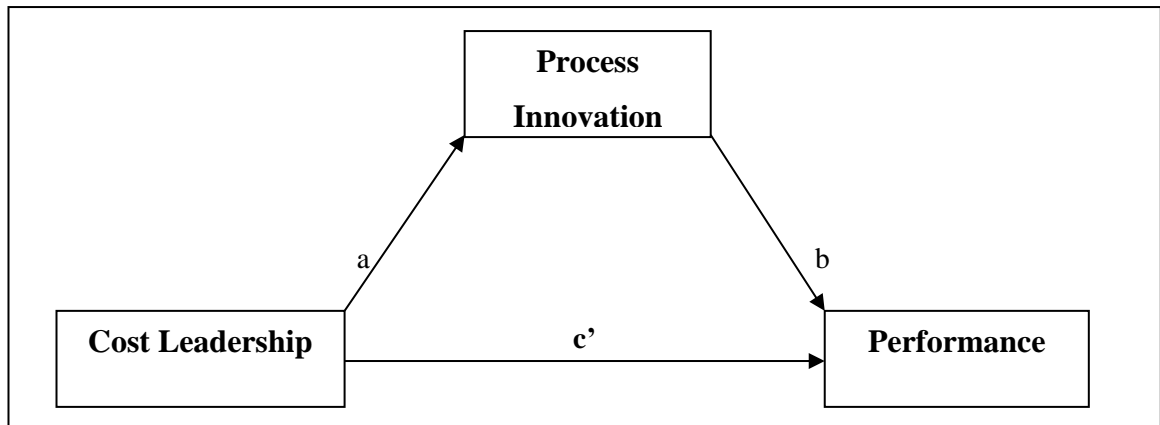 Process
Innovation
a
b
Cost Leadership
c’
Performance